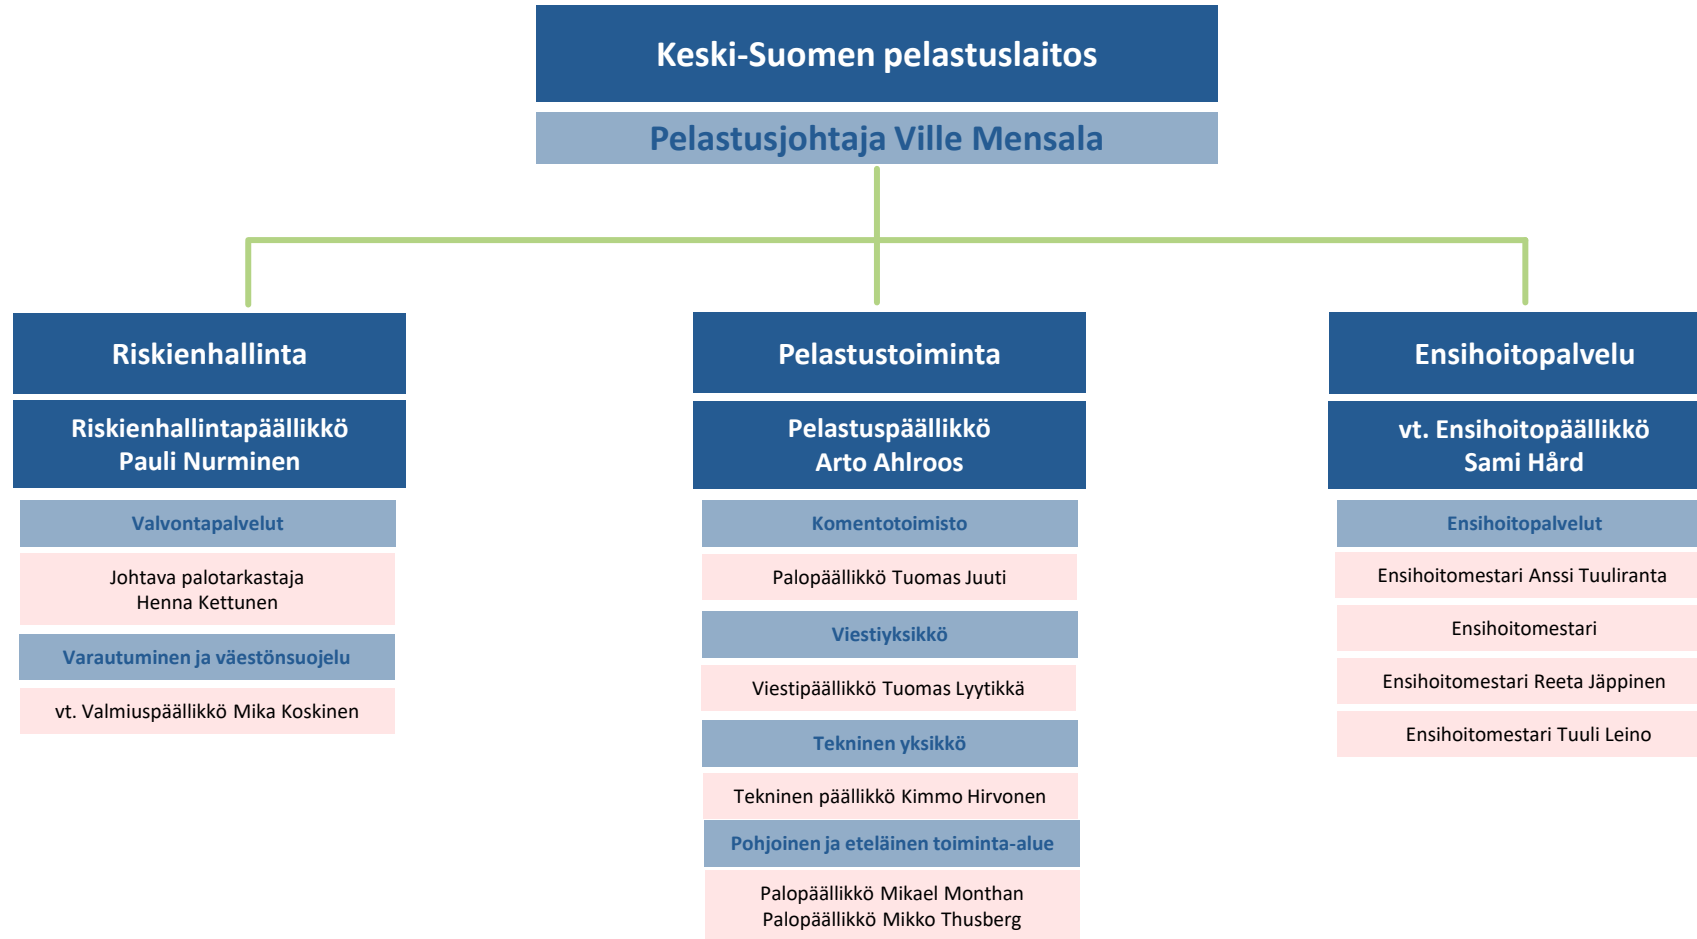 Keski-Suomen pelastuslaitos
Pelastusjohtaja Ville Mensala
Riskienhallinta
Riskienhallintapäällikkö
Pauli Nurminen
Valvontapalvelut
Johtava palotarkastaja
Henna Kettunen
Varautuminen ja väestönsuojelu
vt. Valmiuspäällikkö Mika Koskinen
Pelastustoiminta
Pelastuspäällikkö
Arto Ahlroos
Komentotoimisto
Palopäällikkö Tuomas Juuti
Viestiyksikkö
Viestipäällikkö Tuomas Lyytikkä
Tekninen yksikkö
Tekninen päällikkö Kimmo Hirvonen
Pohjoinen ja eteläinen toiminta-alue
Palopäällikkö Mikael Monthan
Palopäällikkö Mikko Thusberg
Ensihoitopalvelu
vt. Ensihoitopäällikkö
Sami Hård
Ensihoitopalvelut
Ensihoitomestari Anssi Tuuliranta
Ensihoitomestari
Ensihoitomestari Reeta Jäppinen
Ensihoitomestari Tuuli Leino